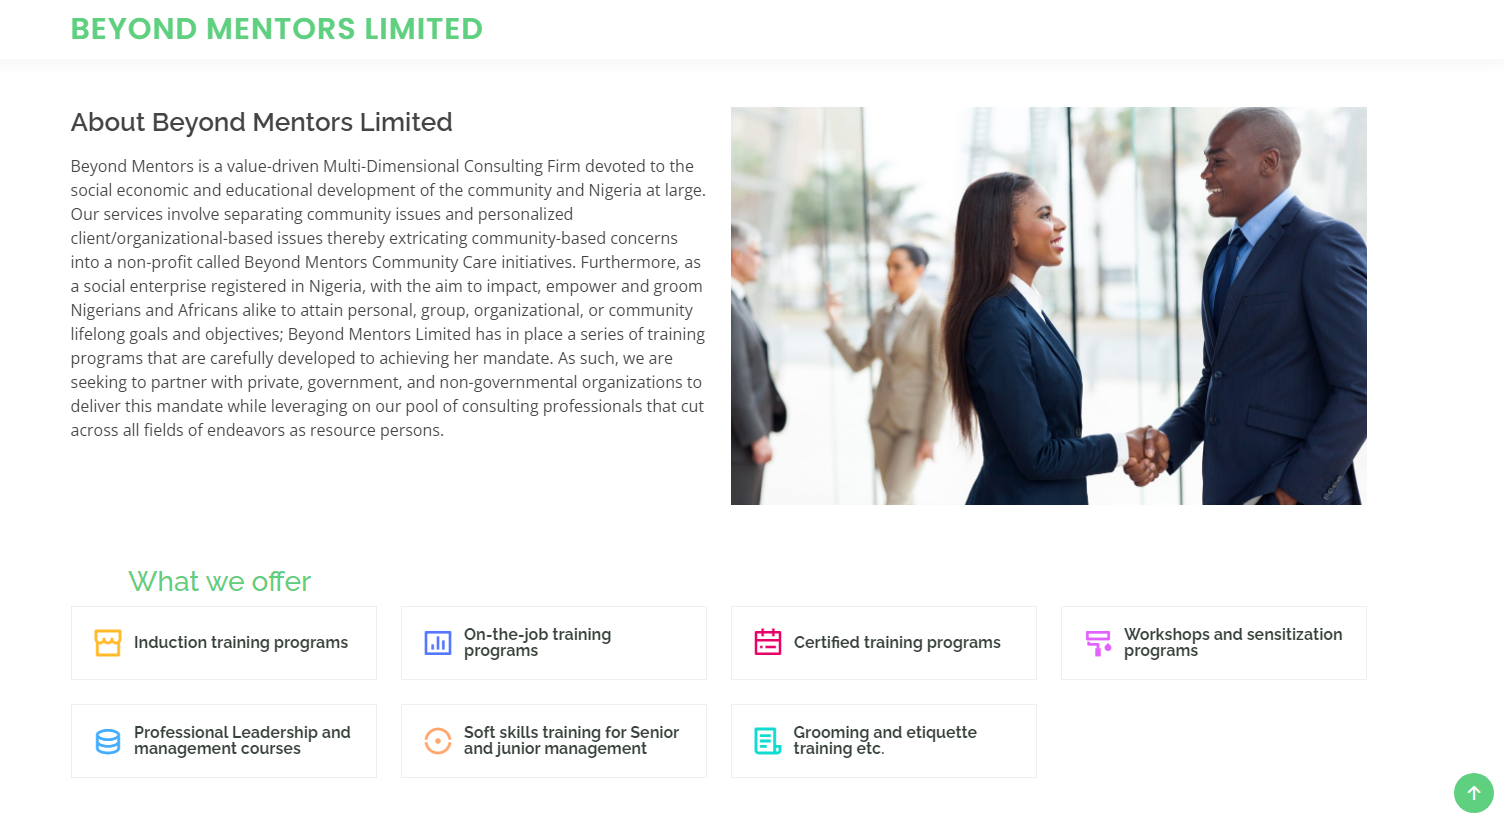 BEYOND MENTORS LIMITED
About Beyond Mentors Limited
Beyond Mentors is a value-driven Multi-Dimensional Consulting Firm devoted to the
social economic and educational development of the community and Nigeria at large.
Our services involve separating community issues and personalized
client/organizational-based issues thereby extricating community-based concerns
into a non-profit called Beyond Mentors Community Care initiatives. Furthermore, as
a social enterprise registered in Nigeria, with the aim to impact, empower and groom
Nigerians and Africans alike to attain personal, group, organizational, or community
lifelong goals and objectives; Beyond Mentors Limited has in place a series of training
programs that are carefully developed to achieving her mandate. As such, we are
seeking to partner with private, government, and non-governmental organizations to
deliver this mandate while leveraging on our pool of consulting professionals that cut
across all fields of endeavors as resource persons.
What we offer
Induction training programs
On-the-job training
programs
Certified training programs
Workshops and sensitization
programs
Professional Leadership and
management courses
Soft skills training for Senior
and junior management
Grooming and etiquette
training etc.